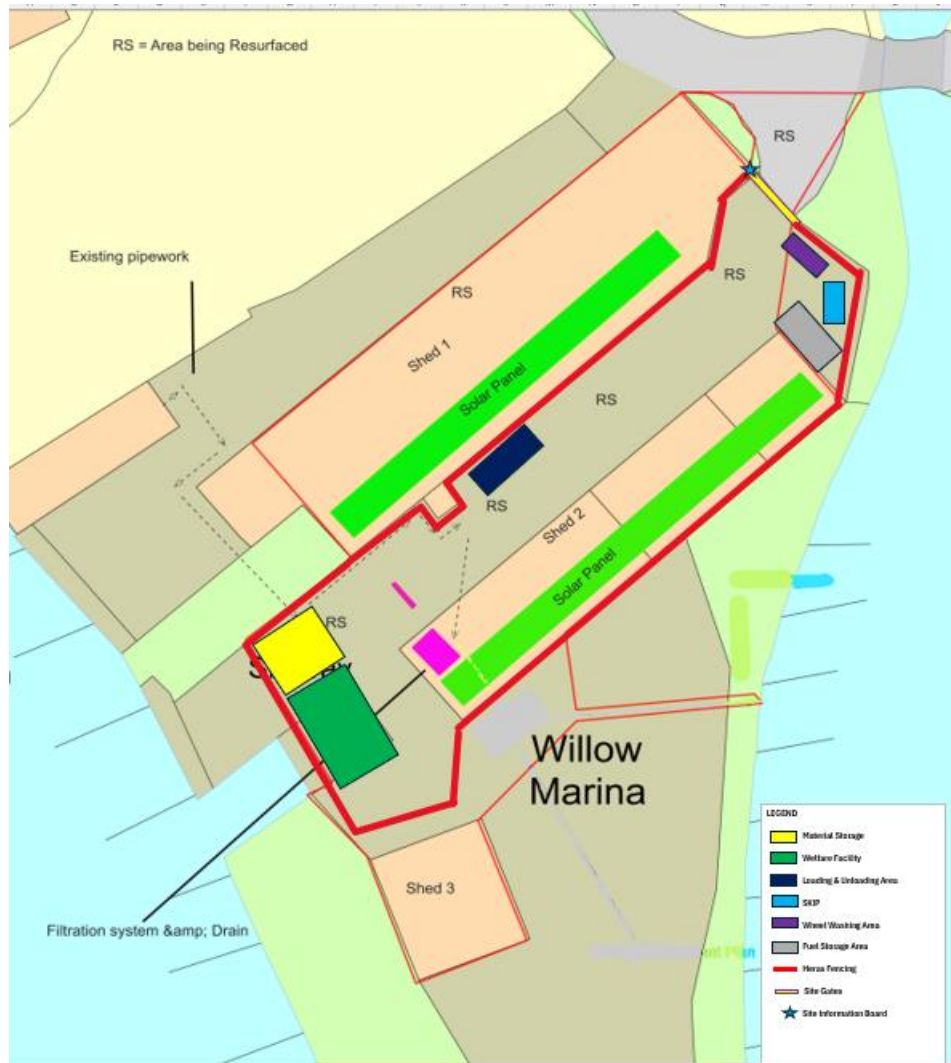 RS = Area being Resurfaced
RS
Existing pipework
RS
RS
Shed 1
Solar Panel
RS
RS
Shed 2
Solar Panel
RS
Willow
Marina
Shed 3
Filtration system &amp; Drain
LEGEND
Material Storage
Welfare Facility
Loading & Unloading Area
SKIP
Wheel Washing Area
Fuel Storage Area
Heras Fencing
Site Gates
Site Information Board